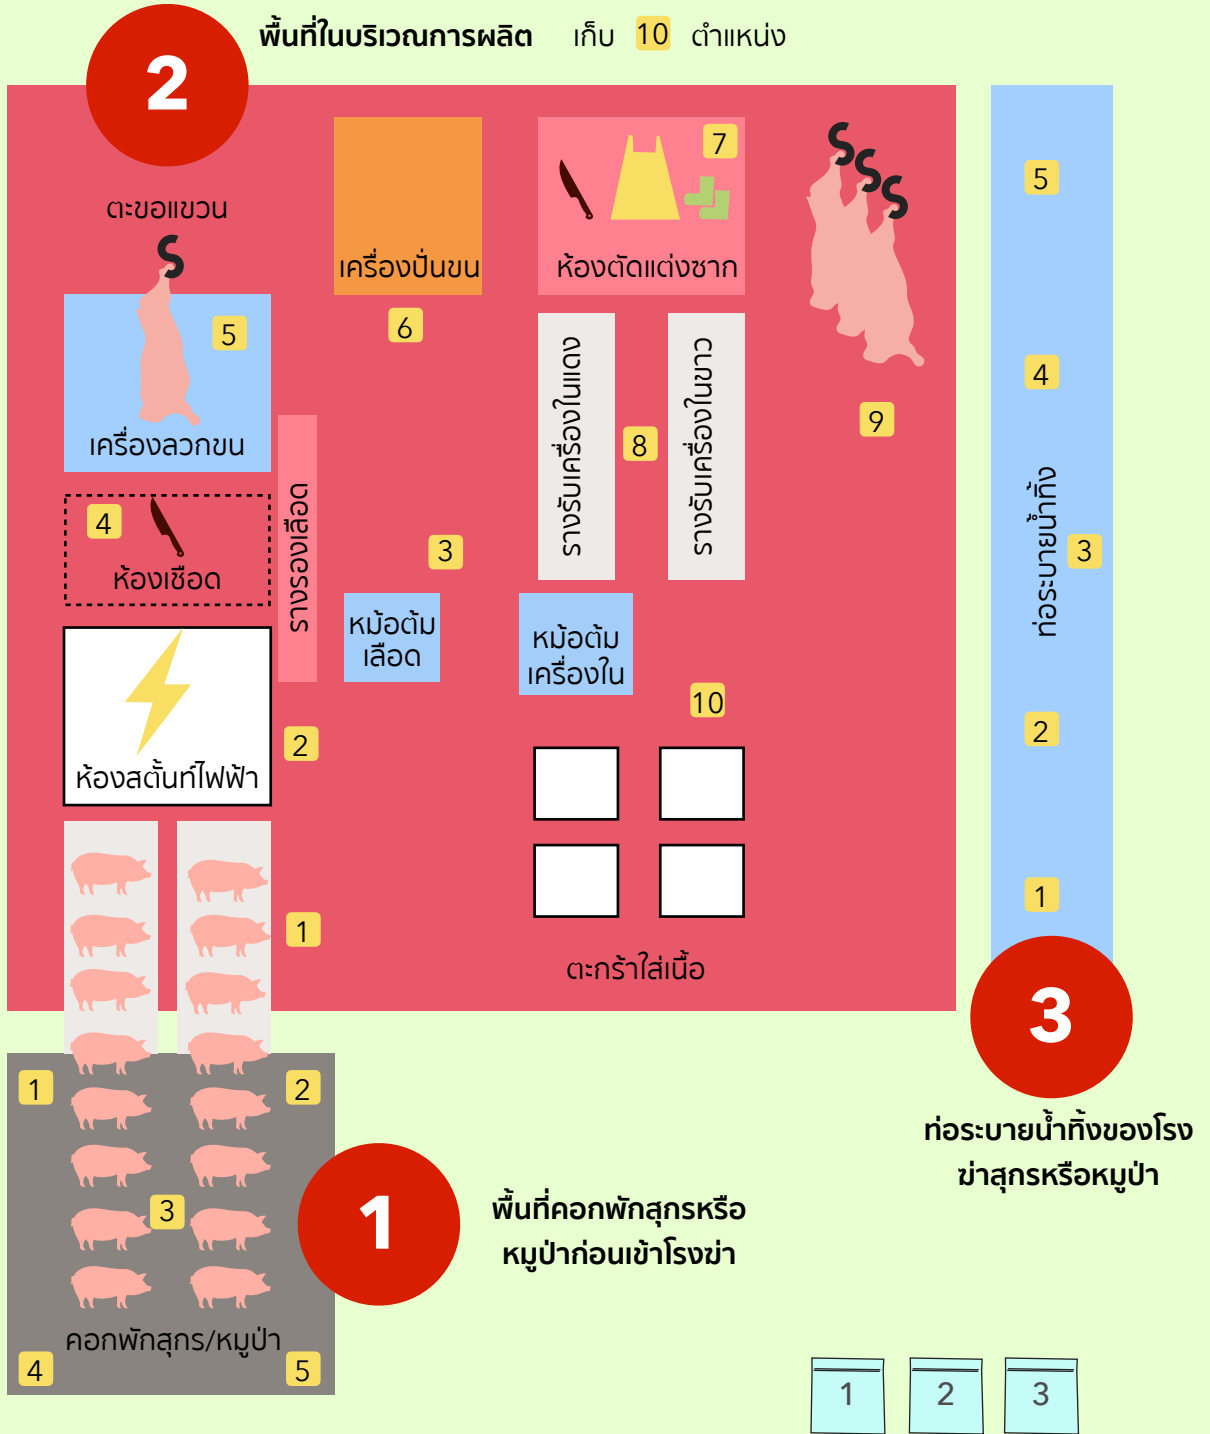 2
พื้นที่ในบริเวณการผลิต เก็บ 10 ตำแหน่ง
ตะขอแขวน
เครื่องปั่นขน
6
7
ห้องตัดแต่งซาก
5
เครื่องลวกขน
รางรับเครื่องในแดง
8
รางรับเครื่องในขาว
9
4
ห้องเชือด
รางรองเลือด
3
หม้อต้ม
เลือด
หม้อต้ม
เครื่องใน
10
2
ห้องสตั้นท์ไฟฟ้า
1
ตะกร้าใส่เนื้อ
5
4
ท่อระบายน้ำทิ้ง
3
2
1
3
ท่อระบายน้ำทิ้งของโรง
ฆ่าสุกรหรือหมูป่า
1
2
3
คอกพักสุกร/หมูป่า
4
5
1
พื้นที่คอกพักสุกรหรือ
หมูป่าก่อนเข้าโรงฆ่า
1
2
3